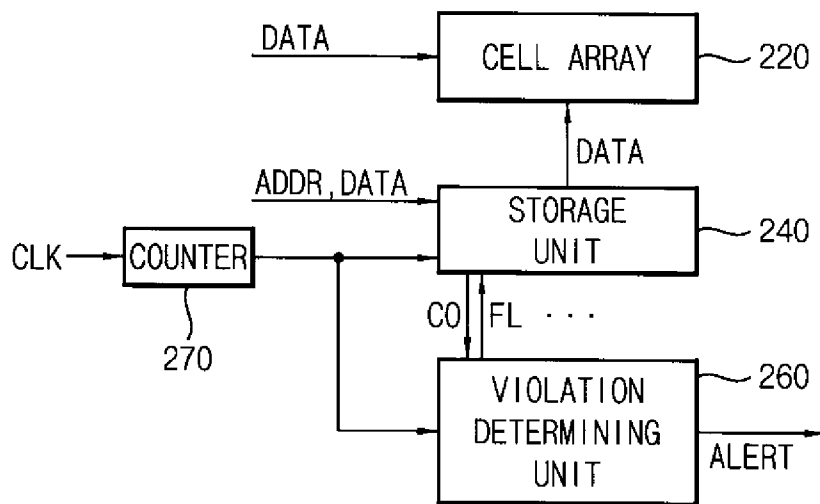 DATA
CELL ARRAY
220
DATA
ADDR, DATA
STORAGE
UNIT
240
CLK
COUNTER
270
CO
FL
...
VIOLATION
DETERMINING
UNIT
260
ALERT